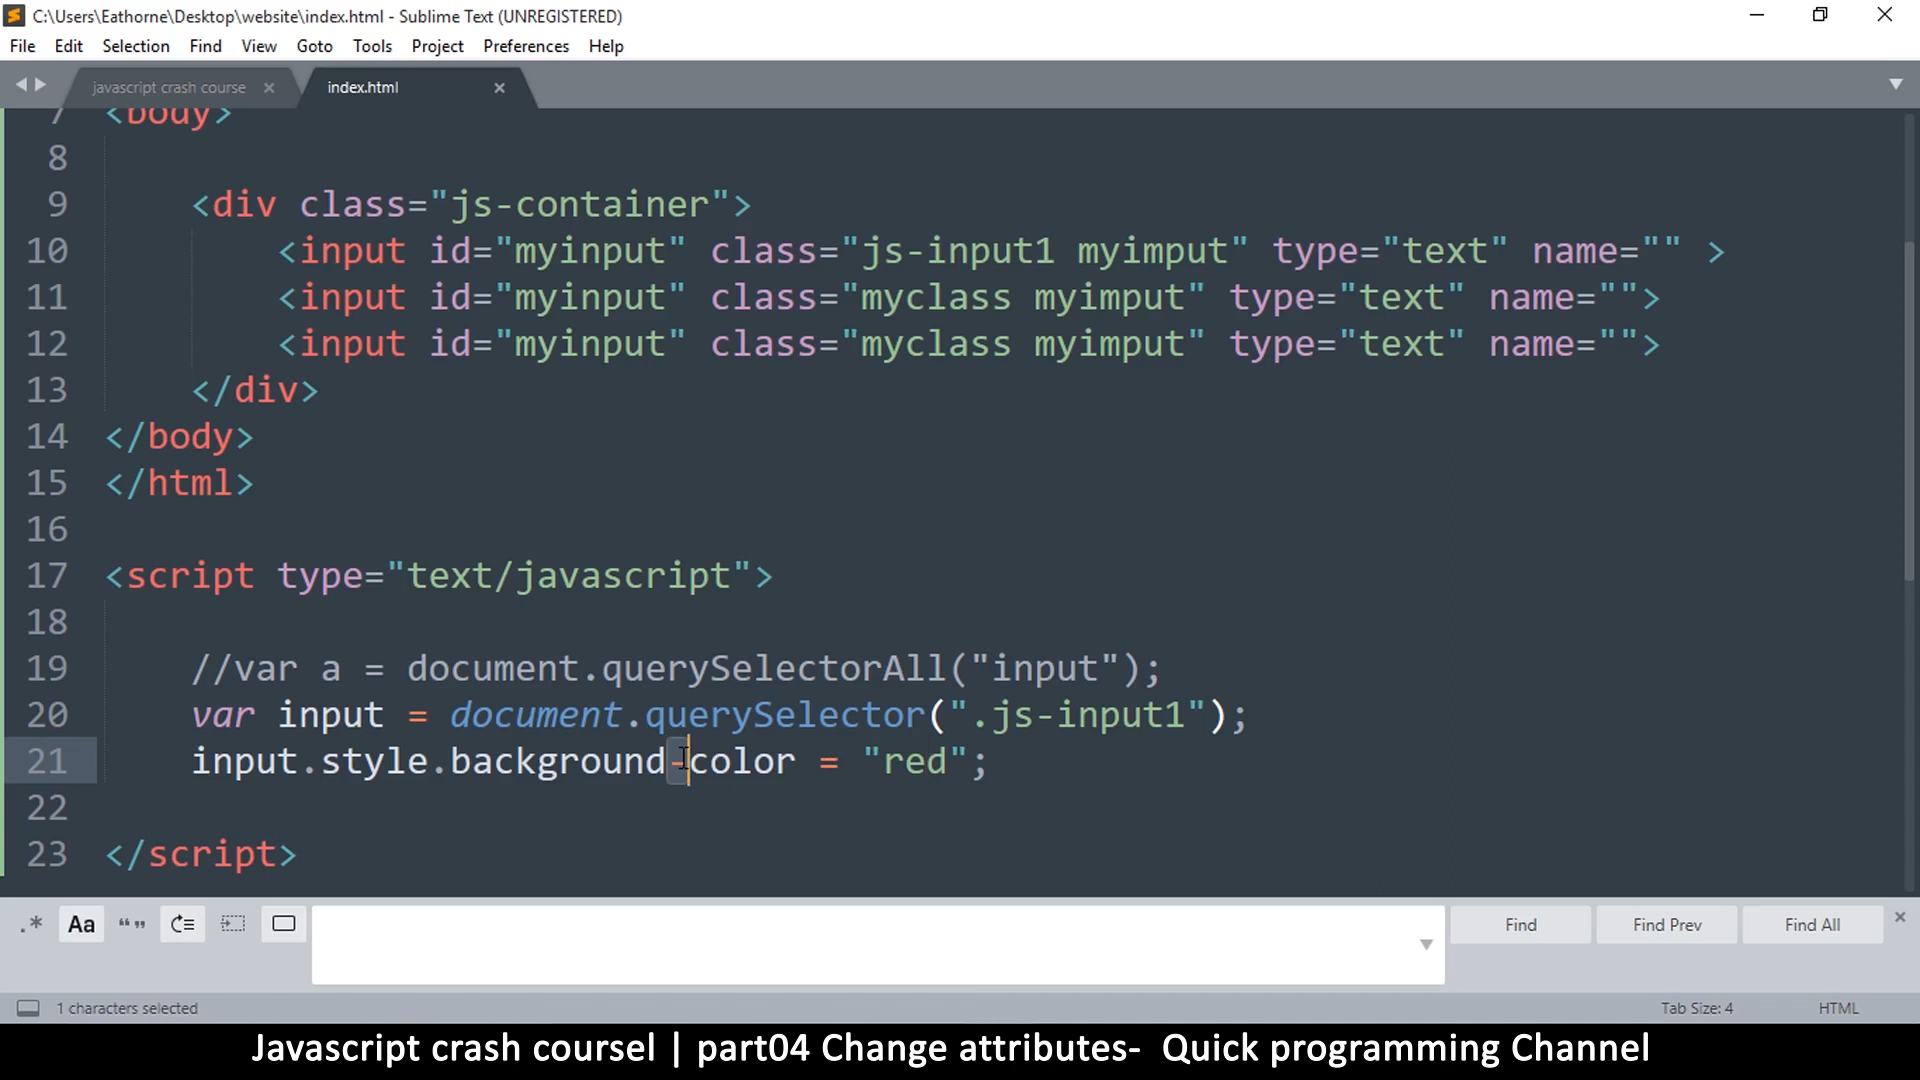 C:\Users\Eathorne\Desktop\website\index.html - Sublime Text (UNREGISTERED)
File Edit Selection Find View Goto Tools Project Preferences Help
javascript crash course index.html
7 <body>
8
9 <div class="js-container">
10 <input id="myinput" class="js-input1 myimput" type="text" name="" >
11 <input id="myinput" class="myclass myimput" type="text" name="">
12 <input id="myinput" class="myclass myimput" type="text" name="">
13 </div>
14 </body>
15 </html>
16
17 <script type="text/javascript">
18
19 //var a = document.querySelectorAll("input");
20 var input = document.querySelector(".js-input1");
21 input.style.background-color = "red";
22
23 </script>
.* Aa “” Find Find Prev Find All
1 characters selected Tab Size: 4 HTML
Javascript crash coursel | part04 Change attributes- Quick programming Channel